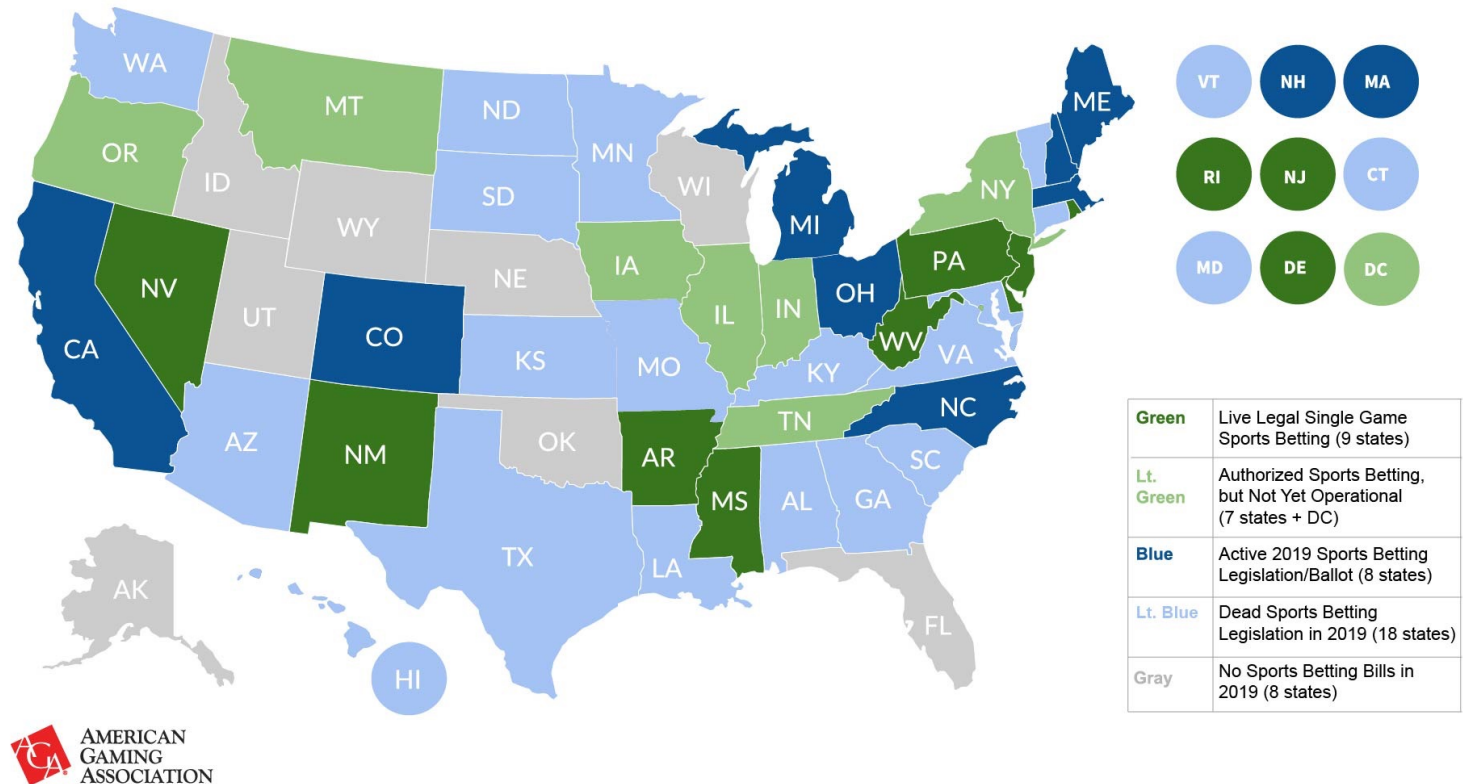 WA
MT
ND
MN
ME
VT
NH
MA
OR
ID
SD
WI
NY
MI
RI
NJ
CT
WY
IA
PA
NV
NE
OH
MD
DE
DC
UT
IL
IN
CA
CO
WV
VA
KS
MO
KY
NC
AZ
OK
TN
NM
AR
SC
MS
AL
GA
TX
LA
AK
FL
HI
Green Live Legal Single Game
Sports Betting (9 states)
Lt. Authorized Sports Betting,
Green but Not Yet Operational
(7 states + DC)
Blue Active 2019 Sports Betting
Legislation/Ballot (8 states)
Lt. Blue Dead Sports Betting
Legislation in 2019 (18 states)
Gray No Sports Betting Bills in
2019 (8 states)
AGA
AMERICAN
GAMING
ASSOCIATION